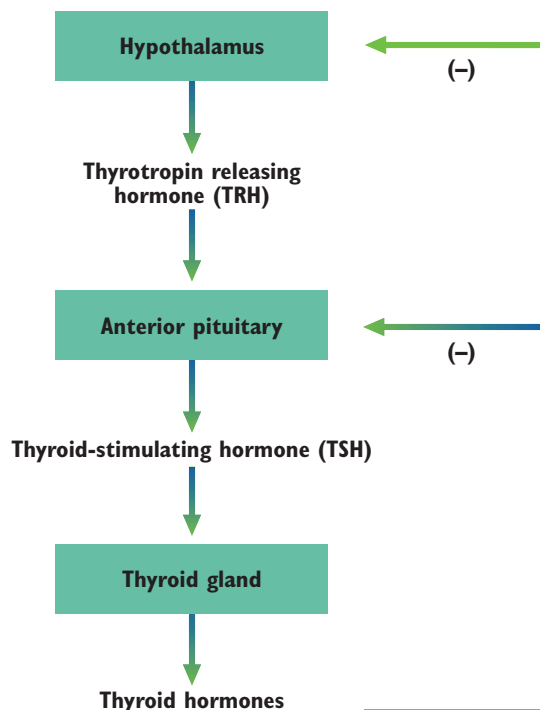 Hypothalamus
(–)
Thyrotropin releasing
hormone (TRH)
Anterior pituitary
(–)
Thyroid-stimulating hormone (TSH)
Thyroid gland
Thyroid hormones